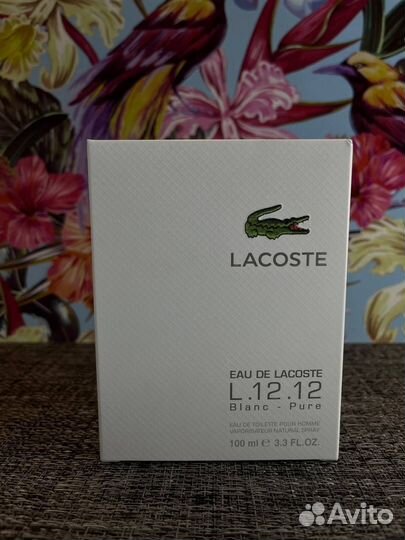 LACOSTE
EAU DE LACOSTE
L.12.12
Blanc - Pure
EAU DE TOILETTE POUR HOMME
VAPORISATEUR NATURAL SPRAY
100 ml ℮ 3.3 FL.OZ.
Avito